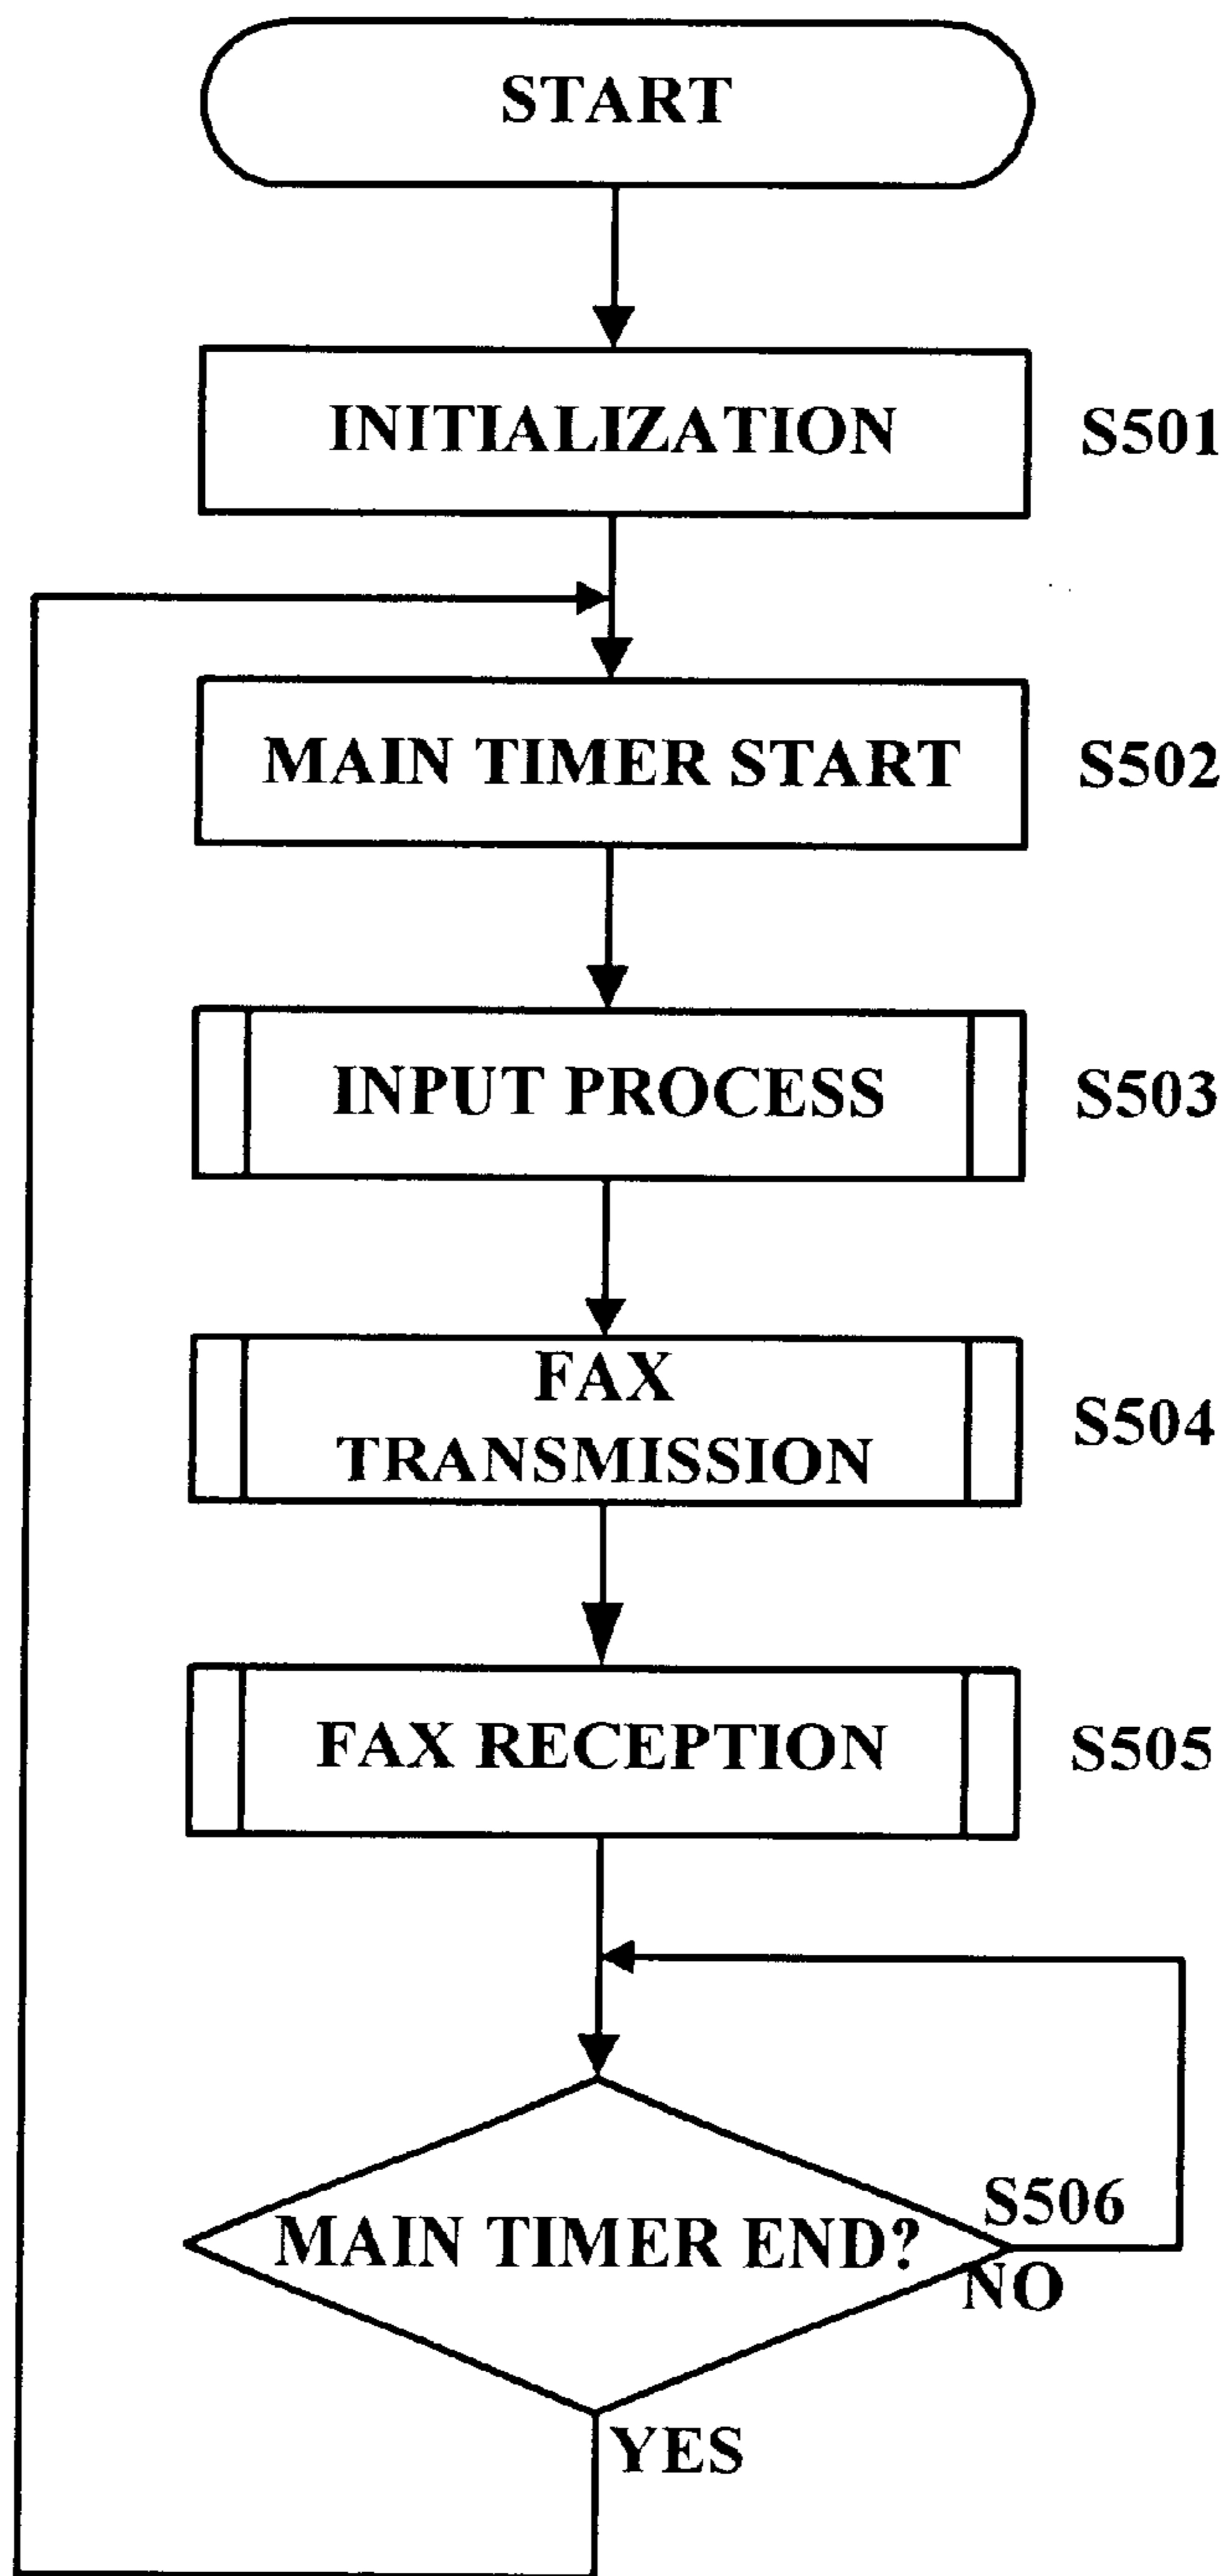 START
INITIALIZATION
S501
MAIN TIMER START
S502
INPUT PROCESS
S503
FAX
TRANSMISSION
S504
FAX RECEPTION
S505
MAIN TIMER END?
S506
NO
YES